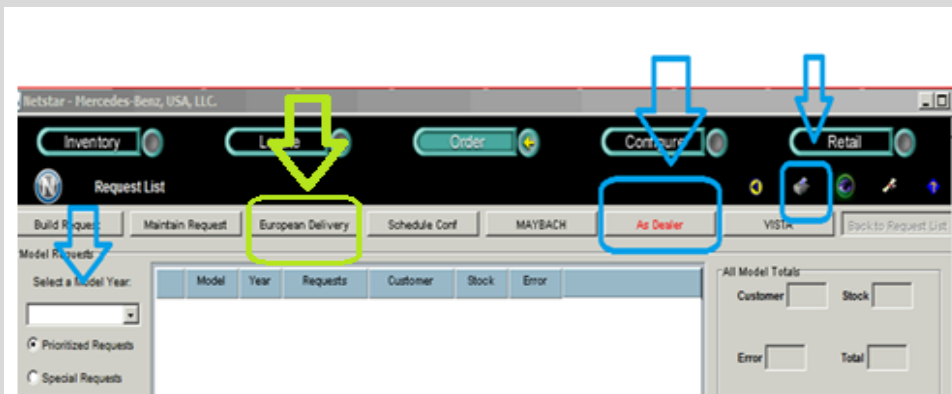 Netstar - Mercedes-Benz, USA, LLC.
Inventory Order Configure Retail
N Request List
Build Request Maintain Request European Delivery Schedule Conf MAYBACH As Dealer VISTA Back to Request List
Model Requests All Model Totals
Select a Model Year: Model Year Requests Customer Stock Error Customer Stock
Prioritized Requests Error Total
Special Requests